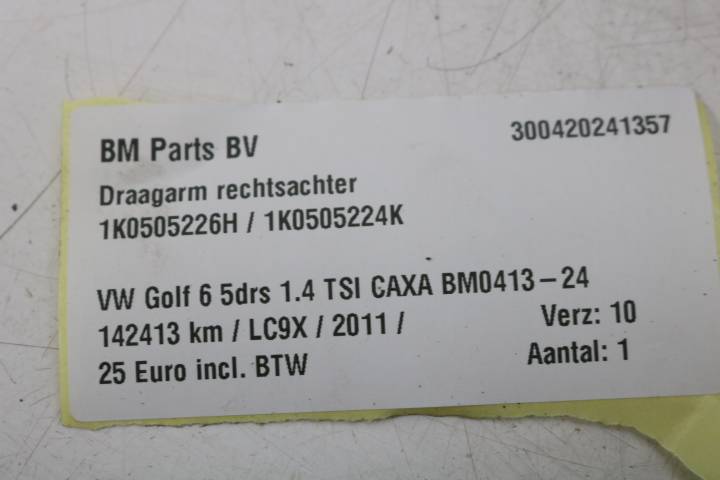 BM Parts BV 300420241357
Draagarm rechtsachter
1K0505226H / 1K0505224K
VW Golf 6 5drs 1.4 TSI CAXA BM0413-24
142413 km / LC9X / 2011 / Verz: 10
25 Euro incl. BTW Aantal: 1